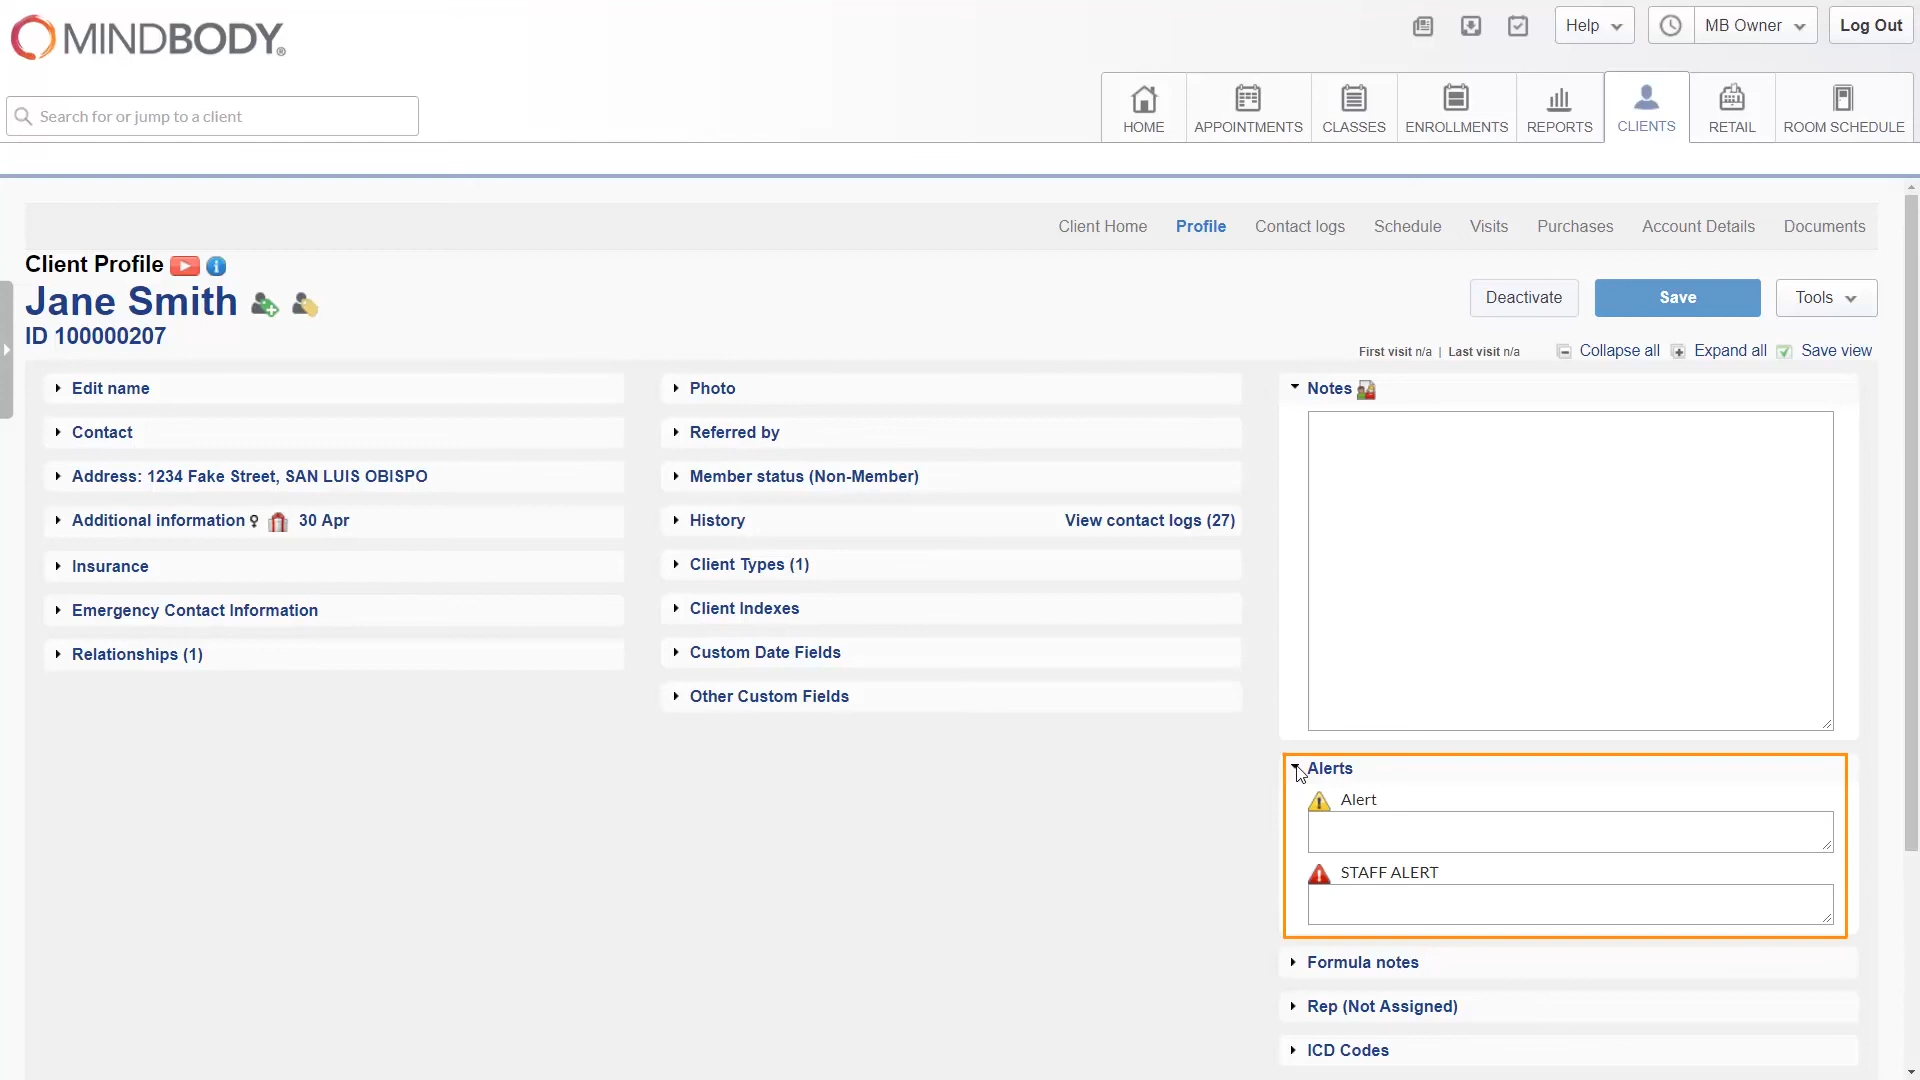 MINDBODY
Help
MB Owner
Log Out
Search for or jump to a client
HOME
APPOINTMENTS
CLASSES
ENROLLMENTS
REPORTS
CLIENTS
RETAIL
ROOM SCHEDULE
Client Home
Profile
Contact logs
Schedule
Visits
Purchases
Account Details
Documents
Client Profile
Jane Smith
ID 100000207
Deactivate
Save
Tools
First visit n/a | Last visit n/a
Collapse all
Expand all
Save view
Edit name
Contact
Address: 1234 Fake Street, SAN LUIS OBISPO
Additional information ♀ 30 Apr
Insurance
Emergency Contact Information
Relationships (1)
Photo
Referred by
Member status (Non-Member)
History
View contact logs (27)
Client Types (1)
Client Indexes
Custom Date Fields
Other Custom Fields
Notes
Alerts
Alert
STAFF ALERT
Formula notes
Rep (Not Assigned)
ICD Codes